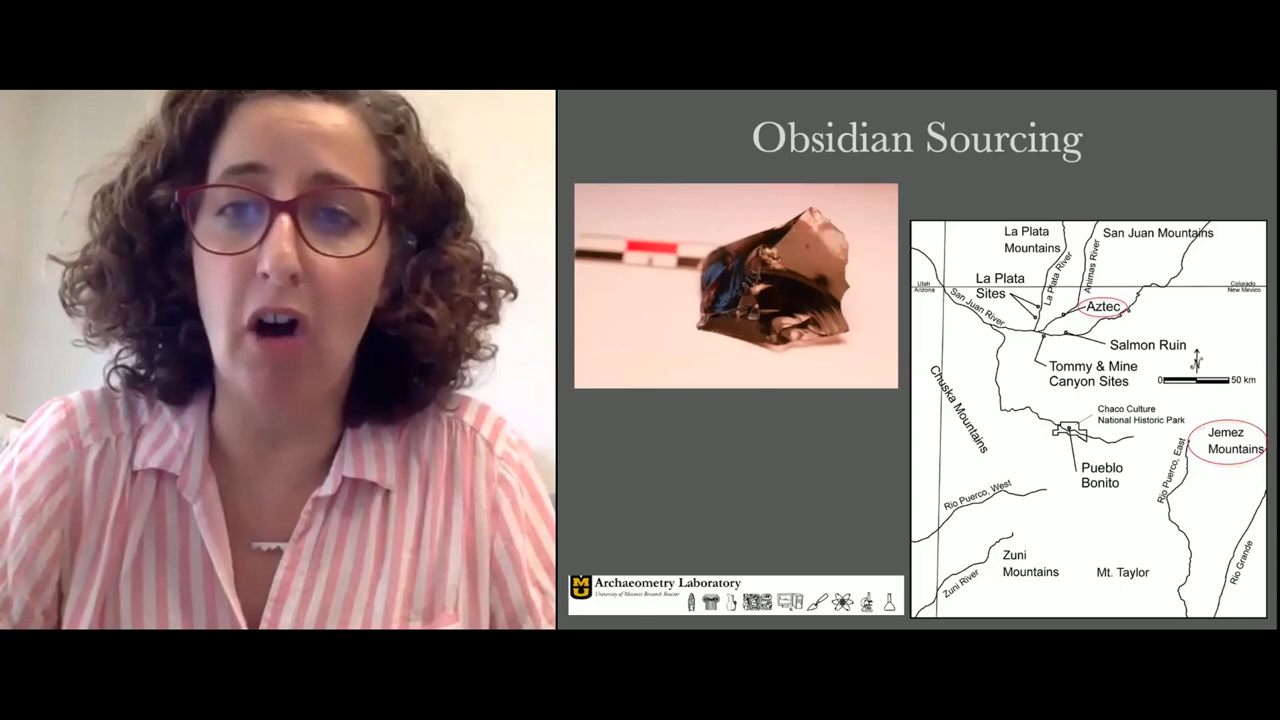 Obsidian Sourcing
La Plata
Mountains
San Juan Mountains
La Plata River
Animas River
La Plata
Sites
Utah
Arizona
Colorado
New Mexico
San Juan River
Aztec
Salmon Ruin
Tommy & Mine
Canyon Sites
N
0
50 km
Chuska Mountains
Chaco Culture
National Historic Park
Jemez
Mountains
Pueblo
Bonito
Rio Puerco, East
Rio Puerco, West
Zuni
Mountains
Mt. Taylor
Zuni River
Rio Grande
MU
Archaeometry Laboratory
University of Missouri Research Reactor